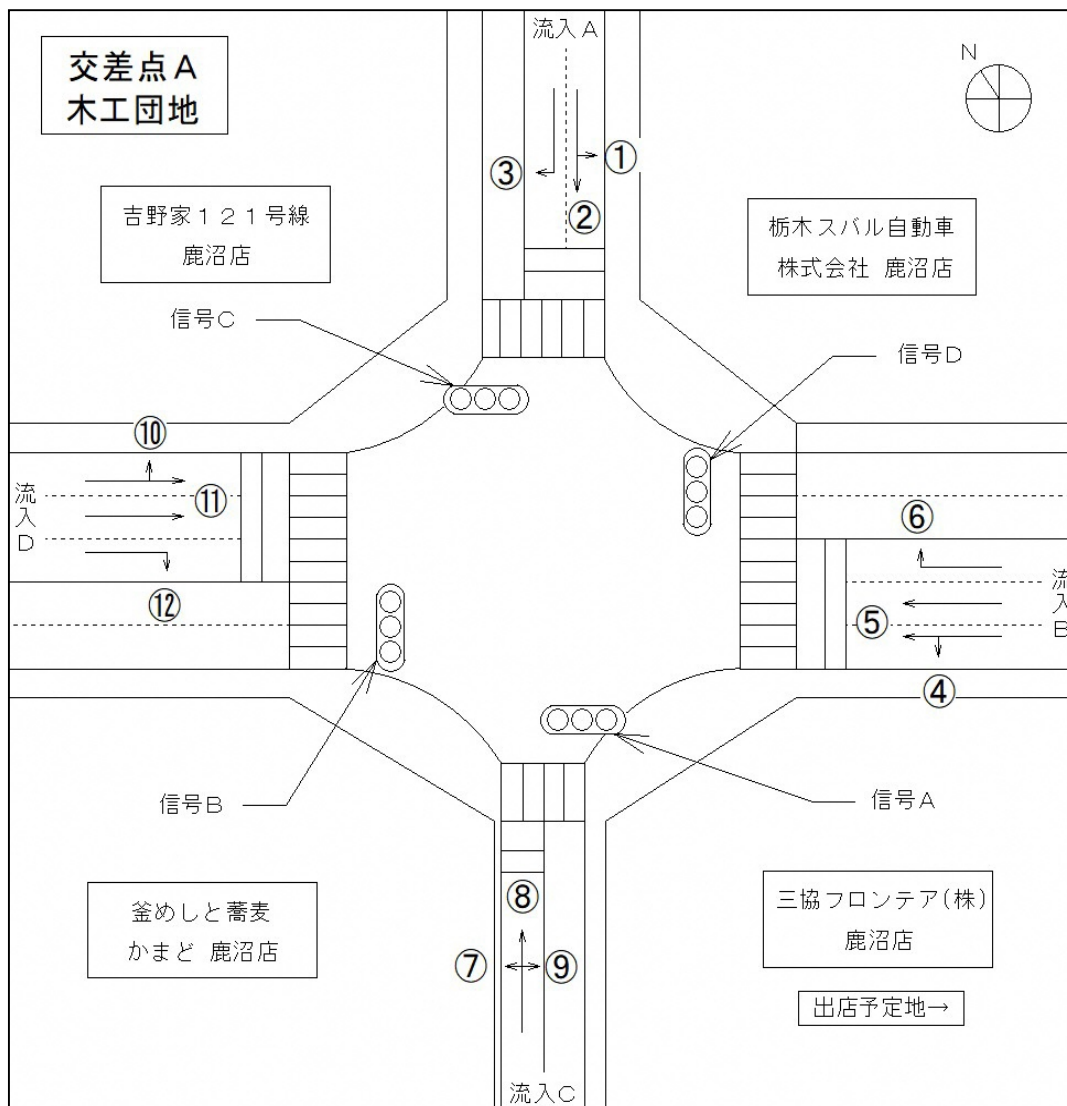 交差点A
木工団地
流入A
N
①
③
②
吉野家121号線
鹿沼店
栃木スバル自動車
株式会社 鹿沼店
信号C
信号D
⑩
流入D
⑪
⑥
⑫
⑤
流入B
④
信号B
信号A
釜めしと蕎麦
かまど 鹿沼店
⑧
⑦
⑨
三協フロンテア(株)
鹿沼店
出店予定地→
流入C